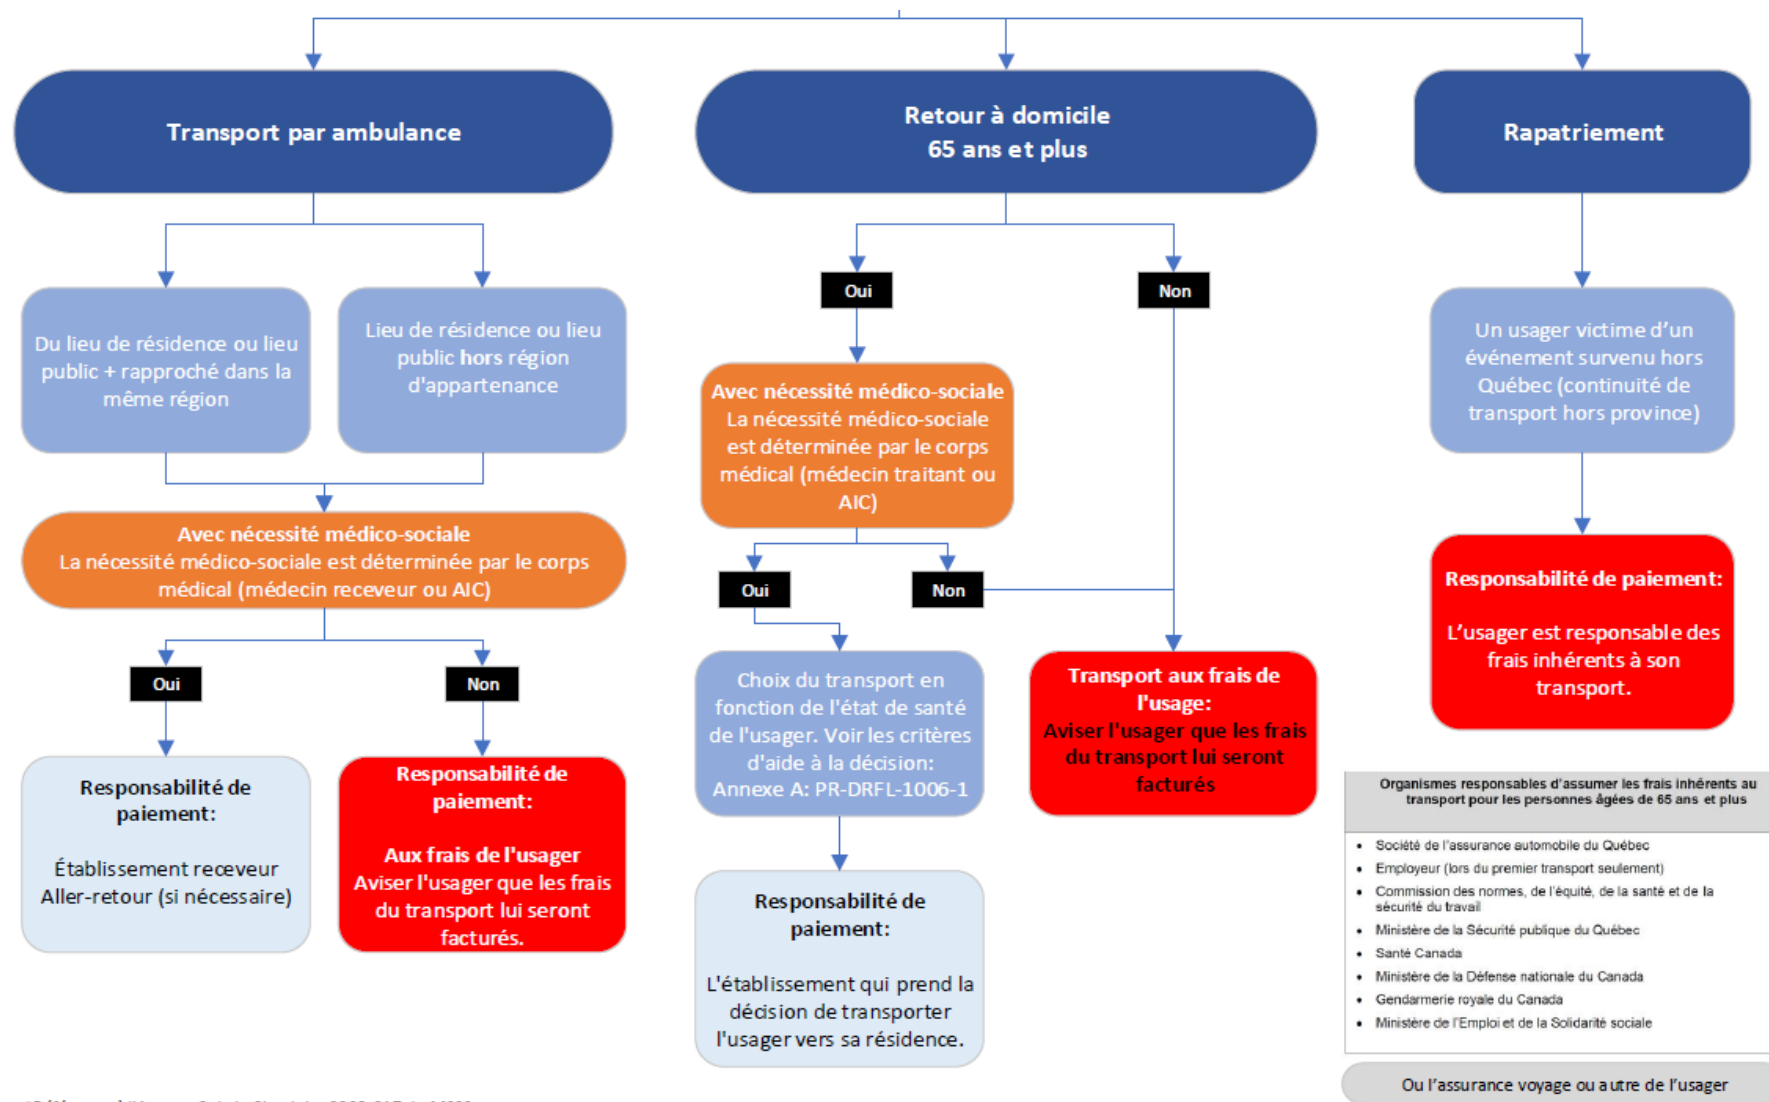 Transport par ambulance
Retour à domicile
65 ans et plus
Rapatriement
Du lieu de résidence ou lieu
public + rapproché dans la
même région
Lieu de résidence ou lieu
public hors région
d'appartenance
Avec nécessité médico-sociale
La nécessité médico-sociale est déterminée par le corps
médical (médecin receveur ou AIC)
Oui
Non
Responsabilité de
paiement:
Établissement receveur
Aller-retour (si nécessaire)
Responsabilité de
paiement:
Aux frais de l'usager
Aviser l'usager que les frais
du transport lui seront
facturés.
Oui
Non
Avec nécessité médico-sociale
La nécessité médico-sociale
est déterminée par le corps
médical (médecin traitant ou
AIC)
Oui
Non
Choix du transport en
fonction de l'état de santé
de l'usager. Voir les critères
d'aide à la décision:
Annexe A: PR-DRFL-1006-1
Transport aux frais de
l'usage:
Aviser l'usager que les frais
du transport lui seront
facturés
Responsabilité de
paiement:
L'établissement qui prend la
décision de transporter
l'usager vers sa résidence.
Un usager victime d'un
événement survenu hors
Québec (continuité de
transport hors province)
Responsabilité de paiement:
L'usager est responsable des
frais inhérents à son
transport.
Organismes responsables d'assumer les frais inhérents au
transport pour les personnes âgées de 65 ans et plus
• Société de l'assurance automobile du Québec
• Employeur (lors du premier transport seulement)
• Commission des normes, de l'équité, de la santé et de la
sécurité du travail
• Ministère de la Sécurité publique du Québec
• Santé Canada
• Ministère de la Défense nationale du Canada
• Gendarmerie royale du Canada
• Ministère de l'Emploi et de la Solidarité sociale
Ou l'assurance voyage ou autre de l'usager